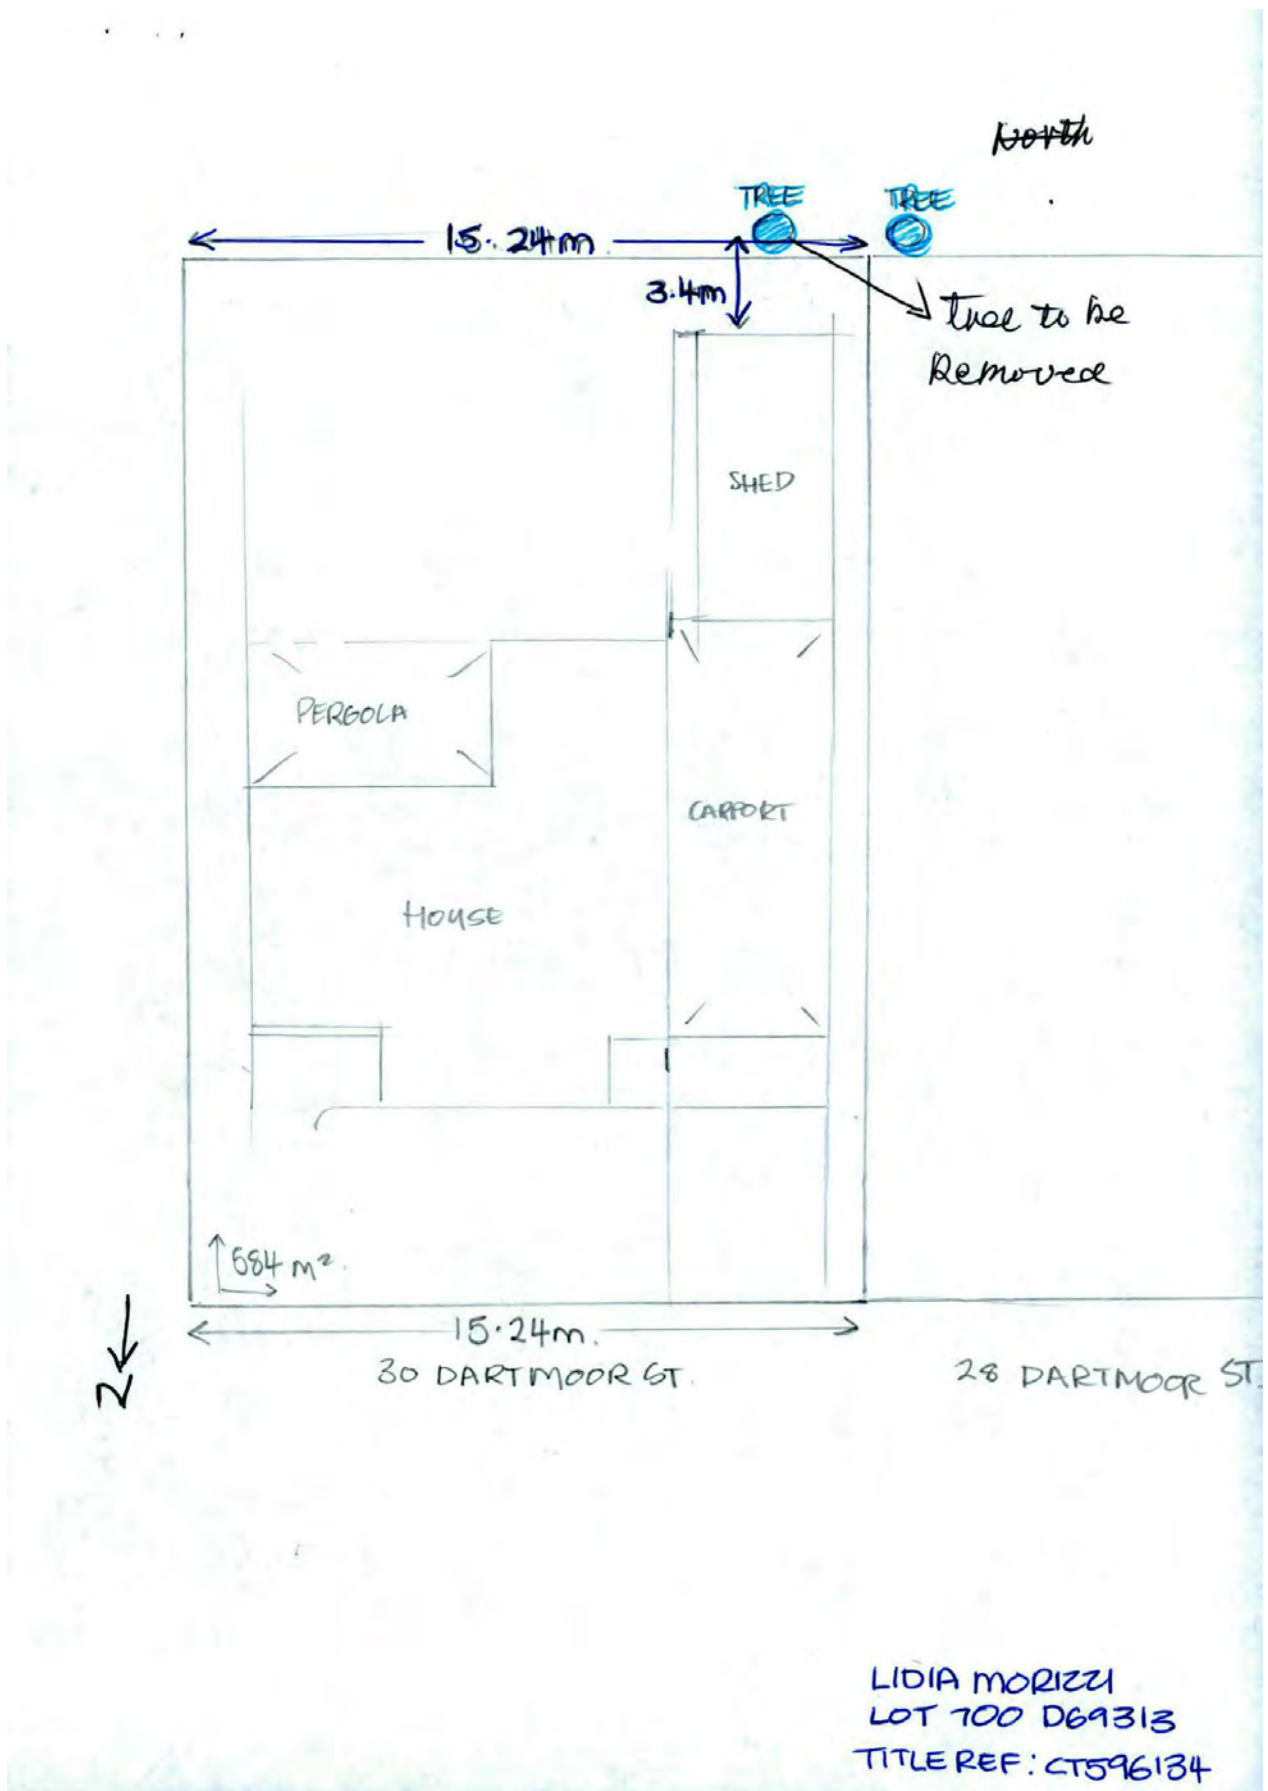 North
TREE
TREE
15.24m
3.4m
tree to be
Removed
SHED
PERGOLA
CARPORT
HOUSE
684 m²
15.24m.
N
30 DARTMOOR ST.
28 DARTMOOR ST.
LIDIA MORIZZI
LOT 700 D69313
TITLE REF: CT596134